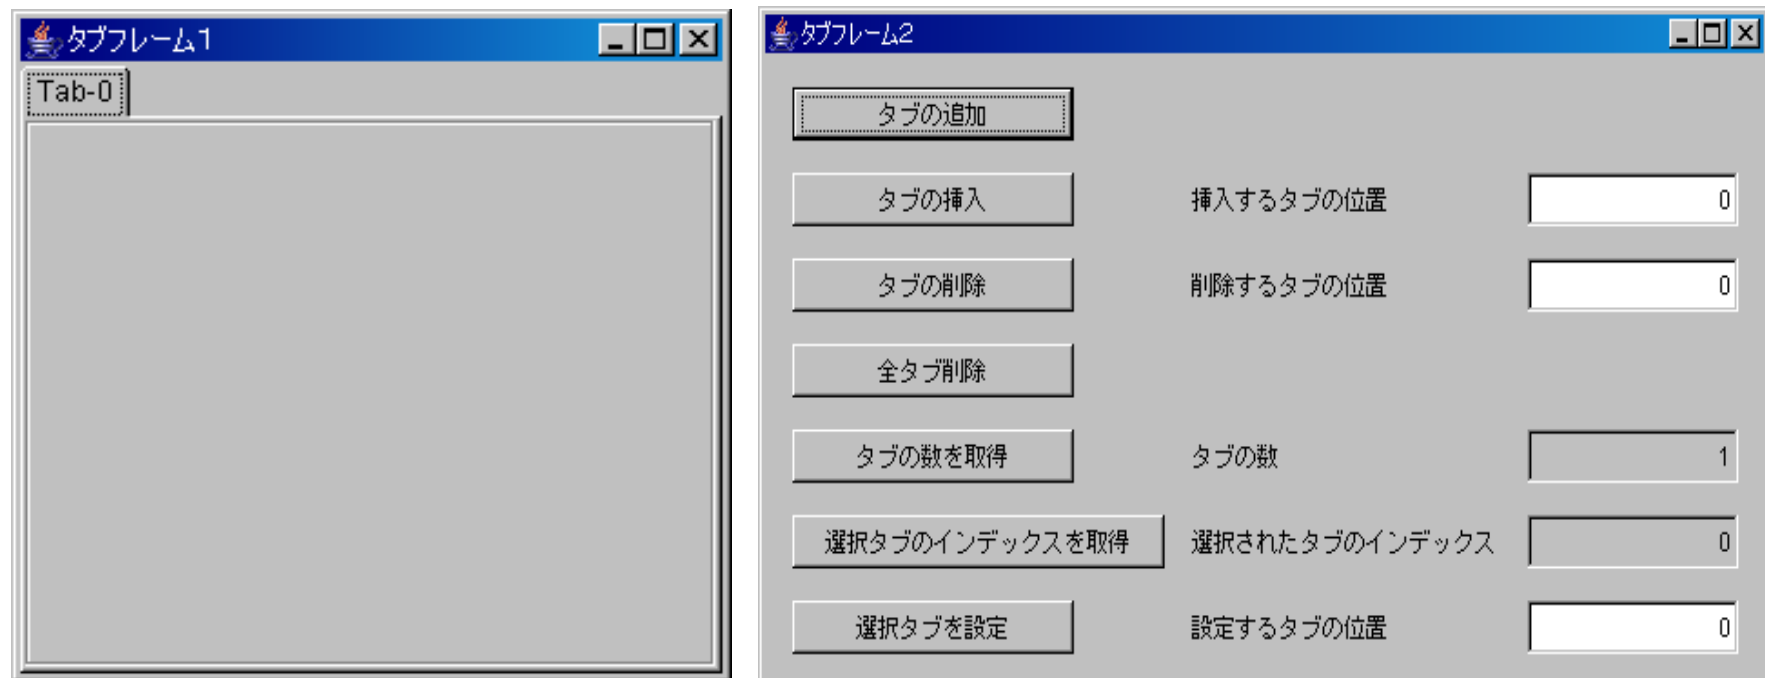 タブフレーム1
Tab-0
タブフレーム2
タブの追加
タブの挿入 挿入するタブの位置 0
タブの削除 削除するタブの位置 0
全タブ削除
タブの数を取得 タブの数 1
選択タブのインデックスを取得 選択されたタブのインデックス 0
選択タブを設定 設定するタブの位置 0